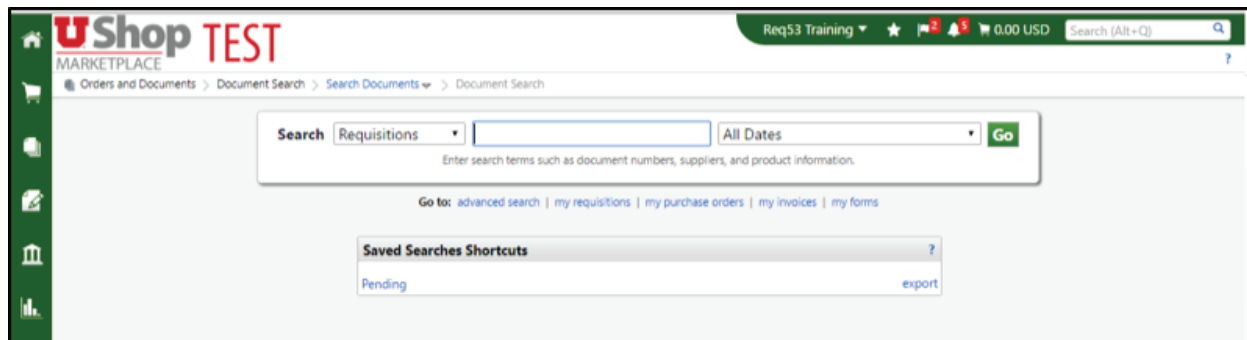 UShop TEST
MARKETPLACE
Req53 Training 2 5 0.00 USD Search (Alt+Q)
?
Orders and Documents > Document Search > Search Documents > Document Search
Search Requisitions All Dates Go
Enter search terms such as document numbers, suppliers, and product information.
Go to: advanced search | my requisitions | my purchase orders | my invoices | my forms
Saved Searches Shortcuts ?
Pending export